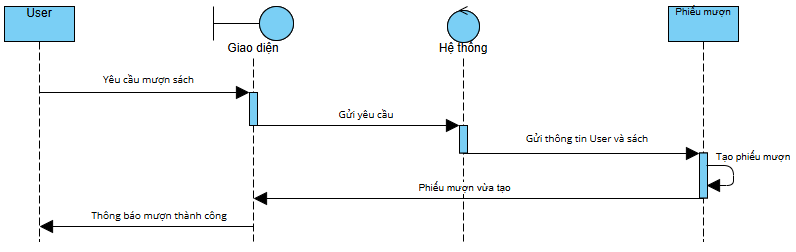 User
Giao diện
Hệ thống
Phiếu mượn
Yêu cầu mượn sách
Gửi yêu cầu
Gửi thông tin User và sách
Tạo phiếu mượn
Phiếu mượn vừa tạo
Thông báo mượn thành công